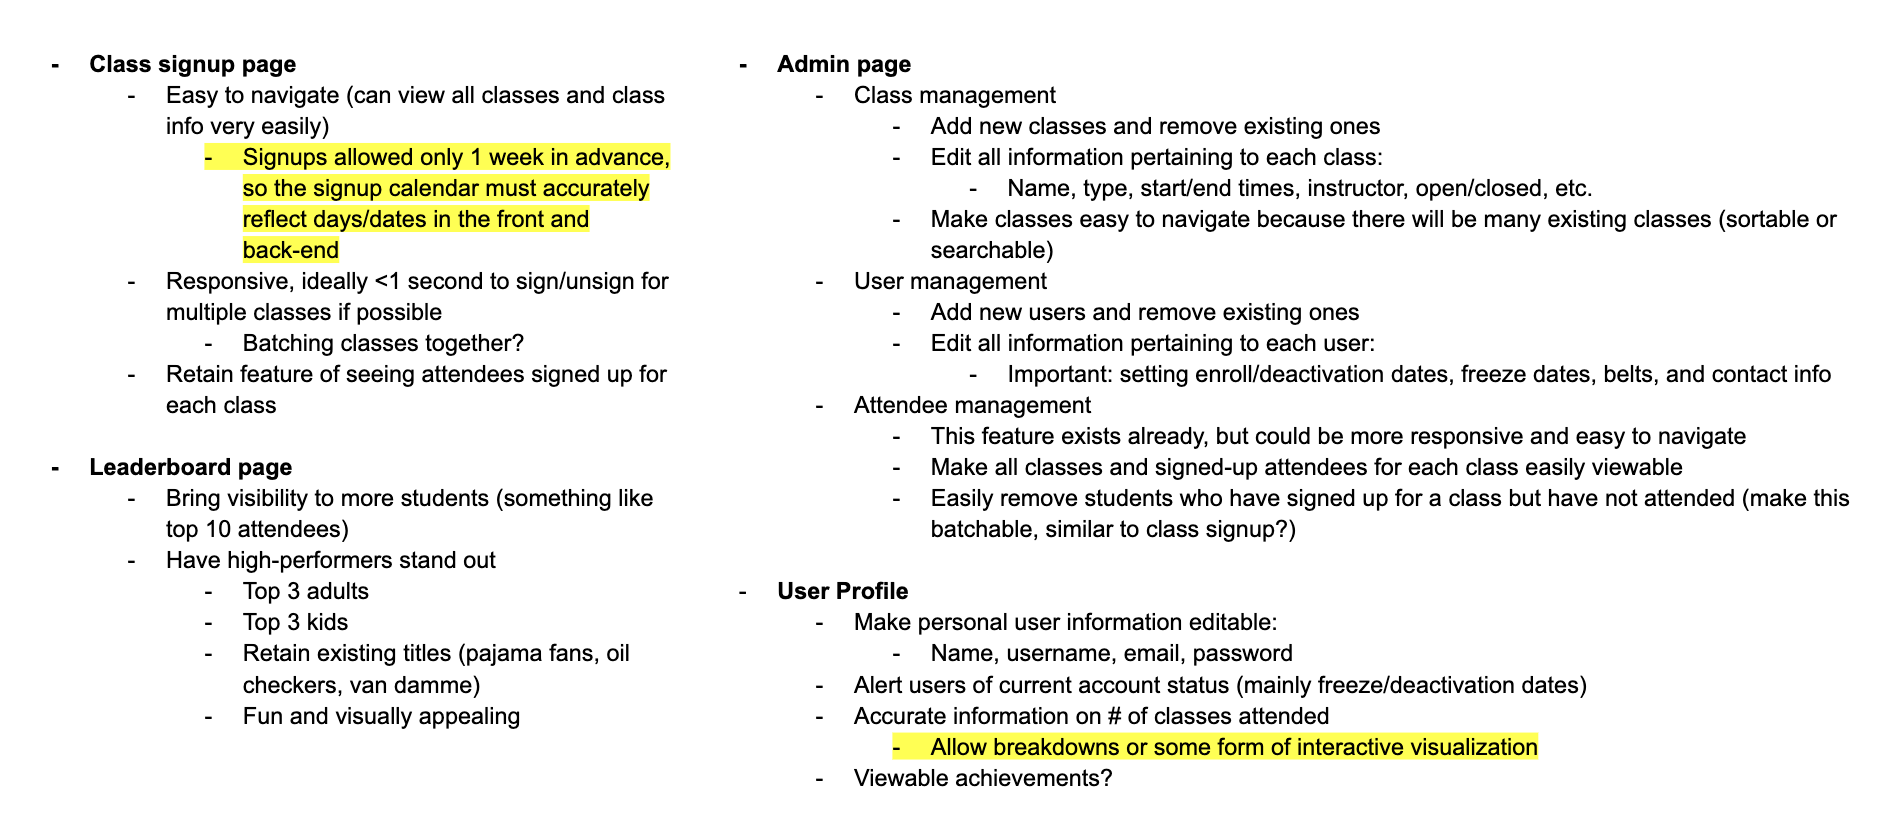 - Class signup page
- Easy to navigate (can view all classes and class
info very easily)
- Signups allowed only 1 week in advance,
so the signup calendar must accurately
reflect days/dates in the front and
back-end
- Responsive, ideally <1 second to sign/unsign for
multiple classes if possible
- Batching classes together?
- Retain feature of seeing attendees signed up for
each class
- Leaderboard page
- Bring visibility to more students (something like
top 10 attendees)
- Have high-performers stand out
- Top 3 adults
- Top 3 kids
- Retain existing titles (pajama fans, oil
checkers, van damme)
- Fun and visually appealing
- Admin page
- Class management
- Add new classes and remove existing ones
- Edit all information pertaining to each class:
- Name, type, start/end times, instructor, open/closed, etc.
- Make classes easy to navigate because there will be many existing classes (sortable or
searchable)
- User management
- Add new users and remove existing ones
- Edit all information pertaining to each user:
- Important: setting enroll/deactivation dates, freeze dates, belts, and contact info
- Attendee management
- This feature exists already, but could be more responsive and easy to navigate
- Make all classes and signed-up attendees for each class easily viewable
- Easily remove students who have signed up for a class but have not attended (make this
batchable, similar to class signup?)
- User Profile
- Make personal user information editable:
- Name, username, email, password
- Alert users of current account status (mainly freeze/deactivation dates)
- Accurate information on # of classes attended
- Allow breakdowns or some form of interactive visualization
- Viewable achievements?